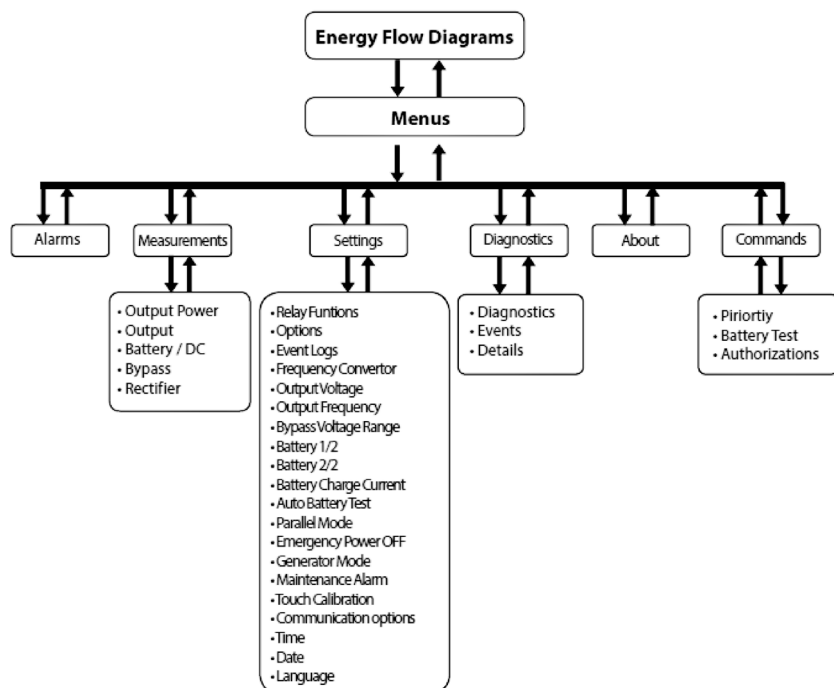 Energy Flow Diagrams
Menus
Alarms
Measurements
Settings
Diagnostics
About
Commands
• Output Power
• Output
• Battery / DC
• Bypass
• Rectifier
• Relay Funtions
• Options
• Event Logs
• Frequency Convertor
• Output Voltage
• Output Frequency
• Bypass Voltage Range
• Battery 1/2
• Battery 2/2
• Battery Charge Current
• Auto Battery Test
• Parallel Mode
• Emergency Power OFF
• Generator Mode
• Maintenance Alarm
• Touch Calibration
• Communication options
• Time
• Date
• Language
• Diagnostics
• Events
• Details
• Piriortiy
• Battery Test
• Authorizations